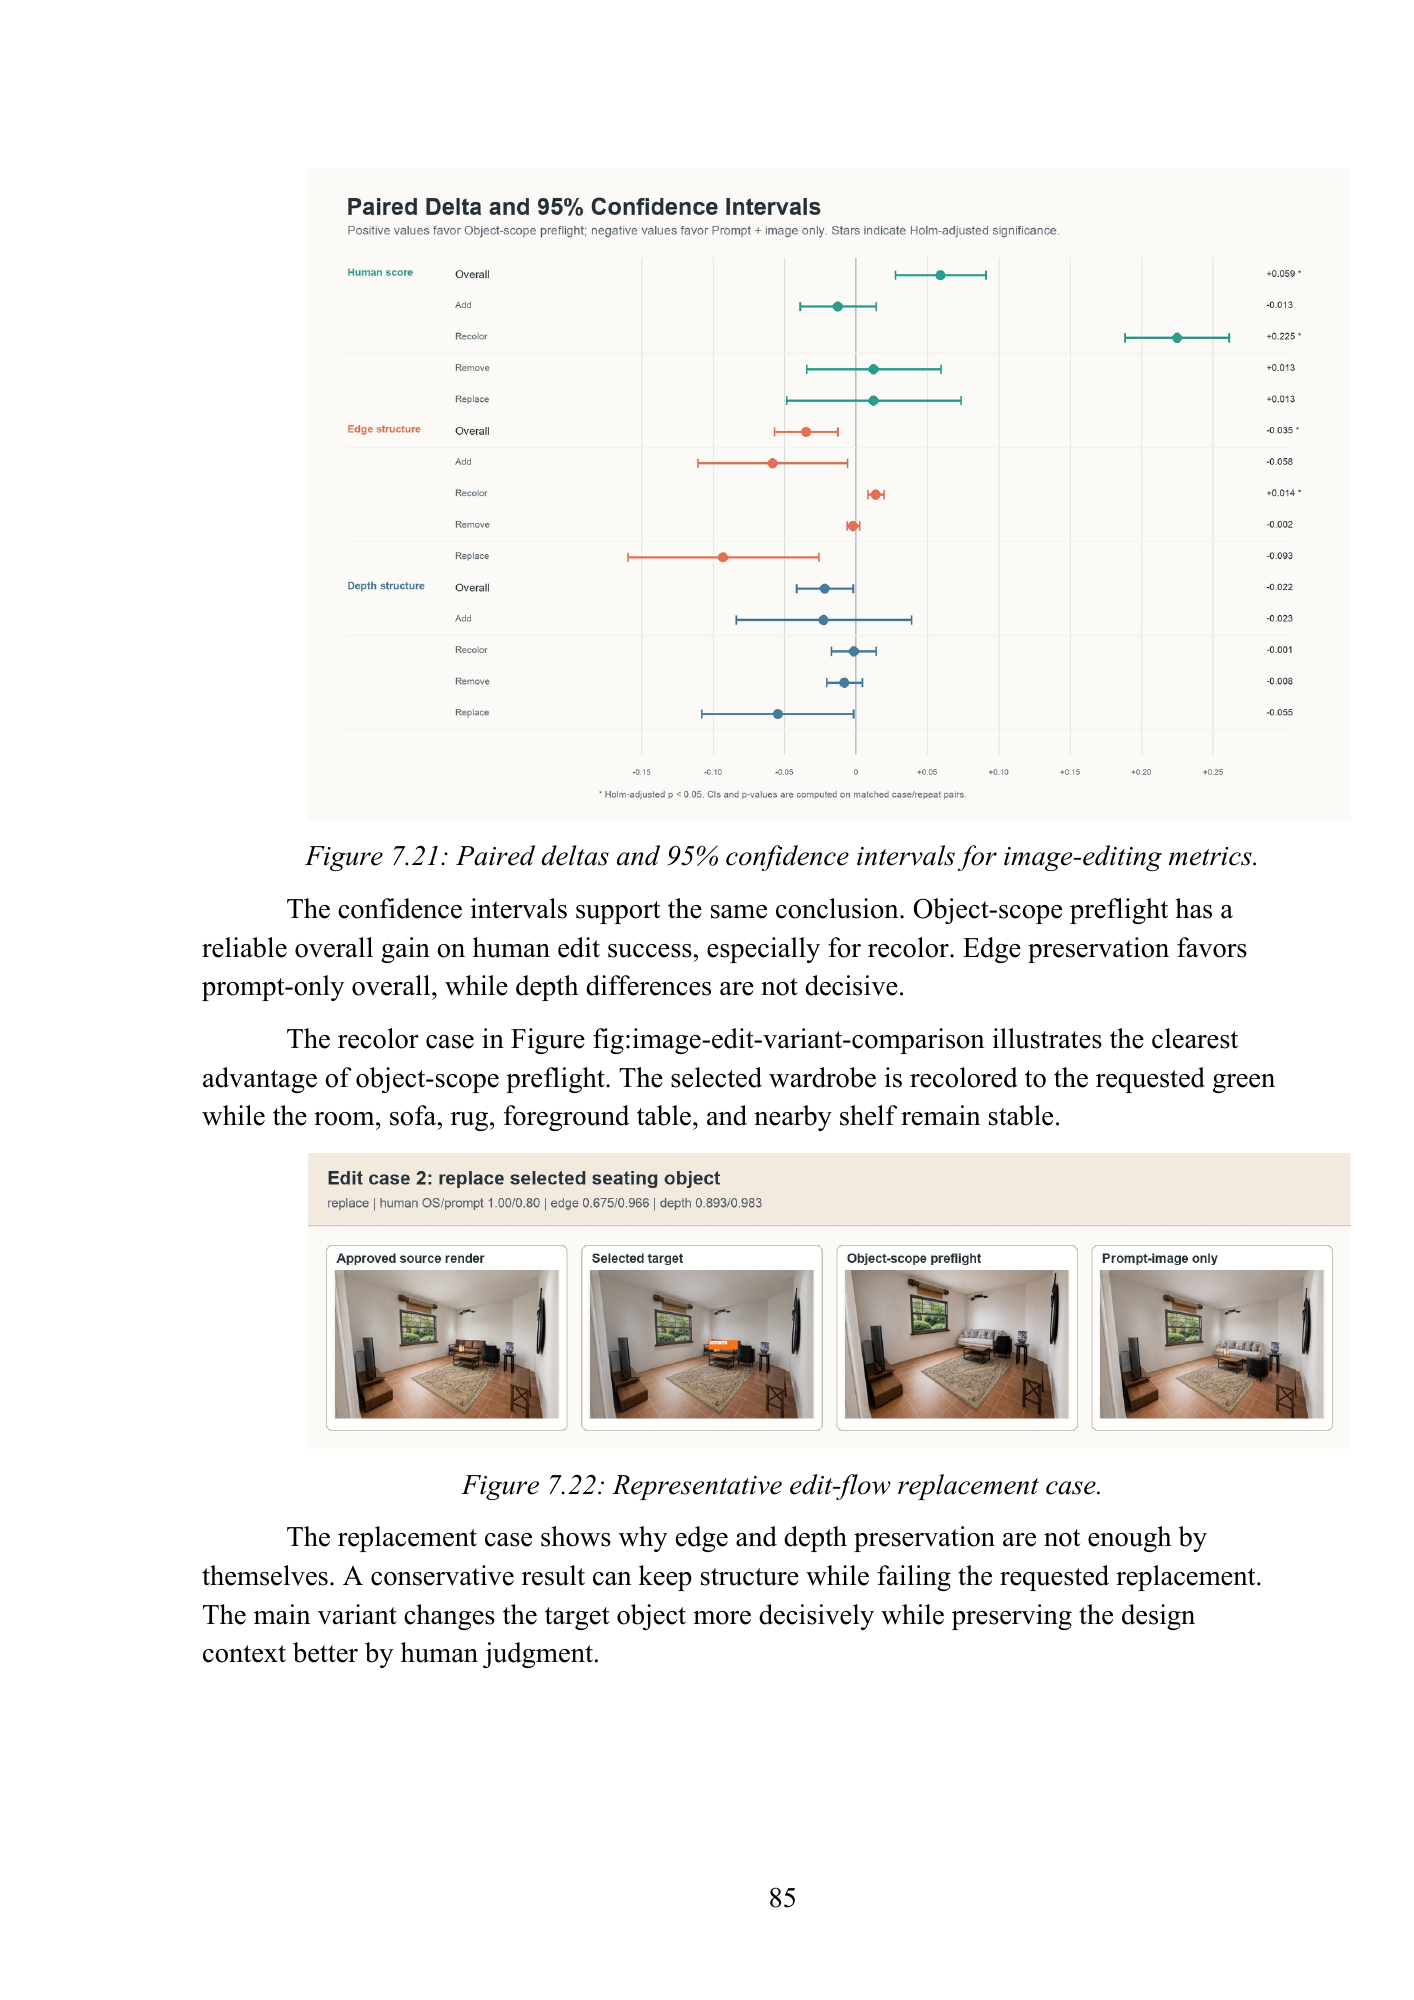 Paired Delta and 95% Confidence Intervals
Positive values favor Object-scope preflight; negative values favor Prompt + image only. Stars indicate Holm-adjusted significance.
Human score Overall +0.059 *
Add -0.013
Recolor +0.225 *
Remove +0.013
Replace +0.013
Edge structure Overall -0.035 *
Add -0.058
Recolor +0.014 *
Remove -0.002
Replace -0.093
Depth structure Overall -0.022
Add -0.023
Recolor -0.001
Remove -0.008
Replace -0.055
-0.15 -0.10 -0.05 0 +0.05 +0.10 +0.15 +0.20 +0.25
* Holm-adjusted p < 0.05. CIs and p-values are computed on matched case/repeat pairs.
Figure 7.21: Paired deltas and 95% confidence intervals for image-editing metrics.
The confidence intervals support the same conclusion. Object-scope preflight has a
reliable overall gain on human edit success, especially for recolor. Edge preservation favors
prompt-only overall, while depth differences are not decisive.
The recolor case in Figure fig:image-edit-variant-comparison illustrates the clearest
advantage of object-scope preflight. The selected wardrobe is recolored to the requested green
while the room, sofa, rug, foreground table, and nearby shelf remain stable.
Edit case 2: replace selected seating object
replace | human OS/prompt 1.00/0.80 | edge 0.675/0.966 | depth 0.893/0.983
Approved source render Selected target Object-scope preflight Prompt-image only
Figure 7.22: Representative edit-flow replacement case.
The replacement case shows why edge and depth preservation are not enough by
themselves. A conservative result can keep structure while failing the requested replacement.
The main variant changes the target object more decisively while preserving the design
context better by human judgment.
85